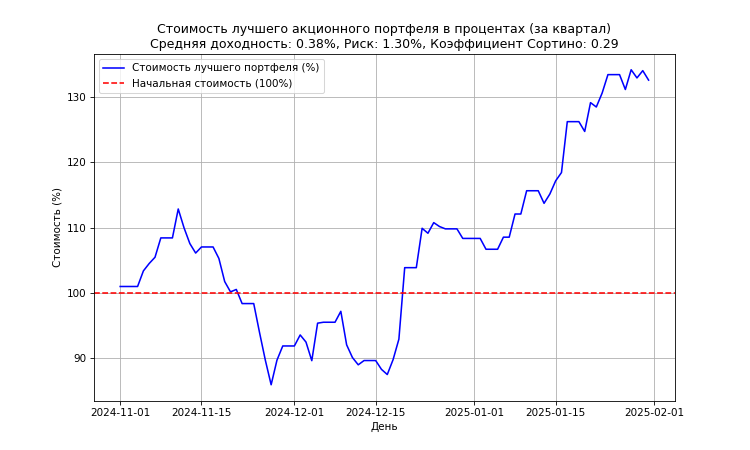 Стоимость лучшего акционного портфеля в процентах (за квартал)
Средняя доходность: 0.38%, Риск: 1.30%, Коэффициент Сортино: 0.29
Стоимость лучшего портфеля (%)
Начальная стоимость (100%)
Стоимость (%)
130
120
110
100
90
2024-11-01
2024-11-15
2024-12-01
2024-12-15
2025-01-01
2025-01-15
2025-02-01
День